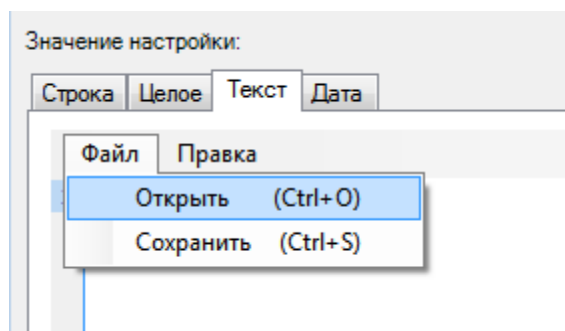 Значение настройки:
Строка Целое Текст Дата
Файл Правка
Открыть (Ctrl+O)
Сохранить (Ctrl+S)